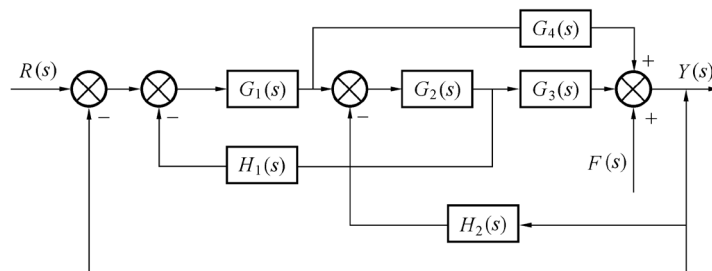 G₄(s)
+
R(s)
G₁(s)
G₂(s)
G₃(s)
Y(s)
−
−
−
+
H₁(s)
F(s)
H₂(s)